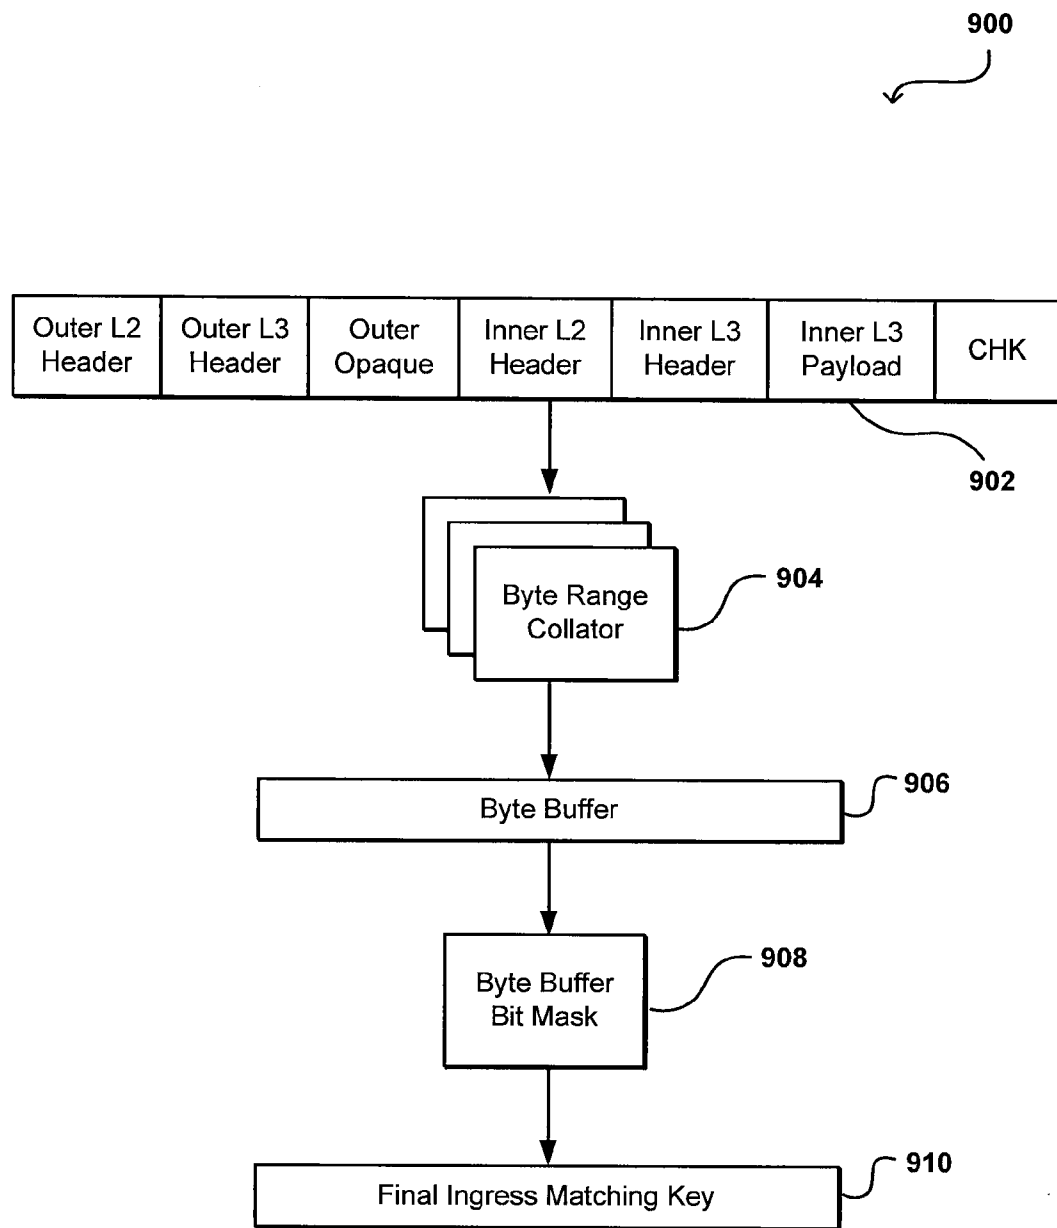 900
Outer L2 Header
Outer L3 Header
Outer Opaque
Inner L2 Header
Inner L3 Header
Inner L3 Payload
CHK
902
Byte Range
Collator
904
Byte Buffer
906
Byte Buffer
Bit Mask
908
Final Ingress Matching Key
910